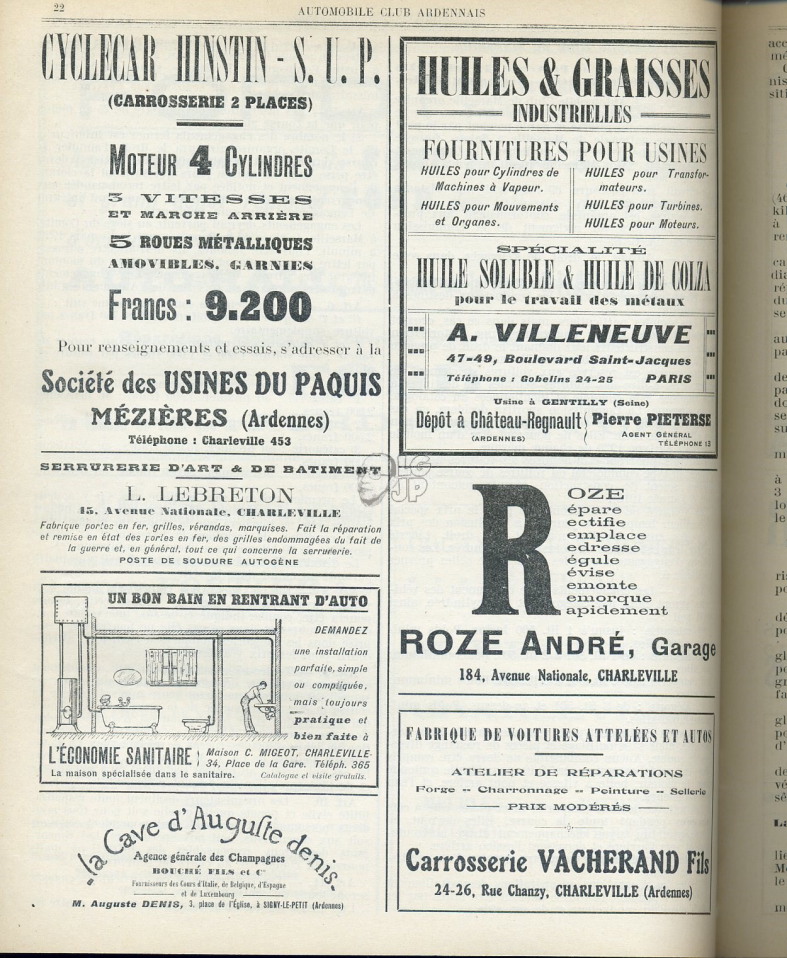 22
AUTOMOBILE CLUB ARDENNAIS
CYCLECAR HINSTIN - S. U. P.
(CARROSSERIE 2 PLACES)
MOTEUR 4 CYLINDRES
3 VITESSES
ET MARCHE ARRIÈRE
5 ROUES MÉTALLIQUES
AMOVIBLES, GARNIES
Francs : 9.200
Pour renseignements et essais, s'adresser à la
Société des USINES DU PAQUIS
MÉZIÈRES (Ardennes)
Téléphone : Charleville 453
SERRURERIE D'ART & DE BATIMENT
L. LEBRETON
45, Avenue Nationale, CHARLEVILLE
Fabrique portes en fer, grilles, vérandas, marquises. Fait la réparation
et remise en état des portes en fer, des grilles endommagées du fait de
la guerre et, en général, tout ce qui concerne la serrurerie.
POSTE DE SOUDURE AUTOGÈNE
UN BON BAIN EN RENTRANT D'AUTO
DEMANDEZ
une installation
parfaite, simple
ou compliquée,
mais toujours
pratique et
bien faite à
L'ÉCONOMIE SANITAIRE
Maison C. MIGEOT, CHARLEVILLE-
34, Place de la Gare. Téléph. 365
La maison spécialisée dans le sanitaire.
Catalogue et visite gratuits.
la Cave d'Auguste denis.
Agence générale des Champagnes
BOUCHÉ FILS et Cie
Fournisseurs des Cours d'Italie, de Belgique, d'Espagne
et de Luxembourg
M. Auguste DENIS, 3, place de l'Église, à SIGNY-LE-PETIT (Ardennes)
HUILES & GRAISSES
INDUSTRIELLES
FOURNITURES POUR USINES
HUILES pour Cylindres de
Machines à Vapeur.
HUILES pour Mouvements
et Organes.
HUILES pour Transfor-
mateurs.
HUILES pour Turbines.
HUILES pour Moteurs.
SPÉCIALITÉ
HUILE SOLUBLE & HUILE DE COLZA
pour le travail des métaux
A. VILLENEUVE
47-49, Boulevard Saint-Jacques
Téléphone : Gobelins 24-25 PARIS
Usine à GENTILLY (Seine)
Dépôt à Château-Regnault
(ARDENNES)
Pierre PIETERSE
AGENT GÉNÉRAL
TÉLÉPHONE 13
ROZE
épare
ectifie
emplace
edresse
égule
évise
emonte
emorque
apidement
ROZE ANDRÉ, Garage
184, Avenue Nationale, CHARLEVILLE
FABRIQUE DE VOITURES ATTELÉES ET AUTOS
ATELIER DE RÉPARATIONS
Forge -- Charronnage -- Peinture -- Sellerie
PRIX MODÉRÉS
Carrosserie VACHERAND Fils
24-26, Rue Chanzy, CHARLEVILLE (Ardennes)